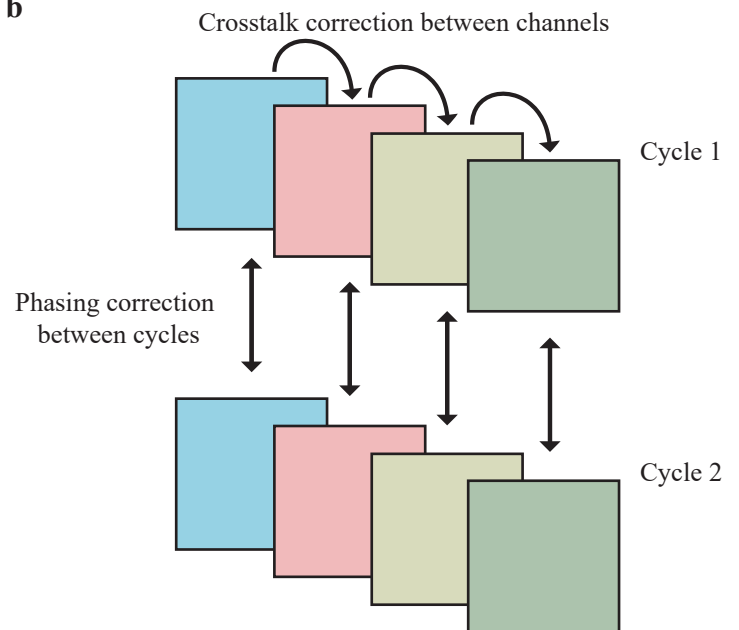 b
Crosstalk correction between channels
Cycle 1
Phasing correction
between cycles
Cycle 2